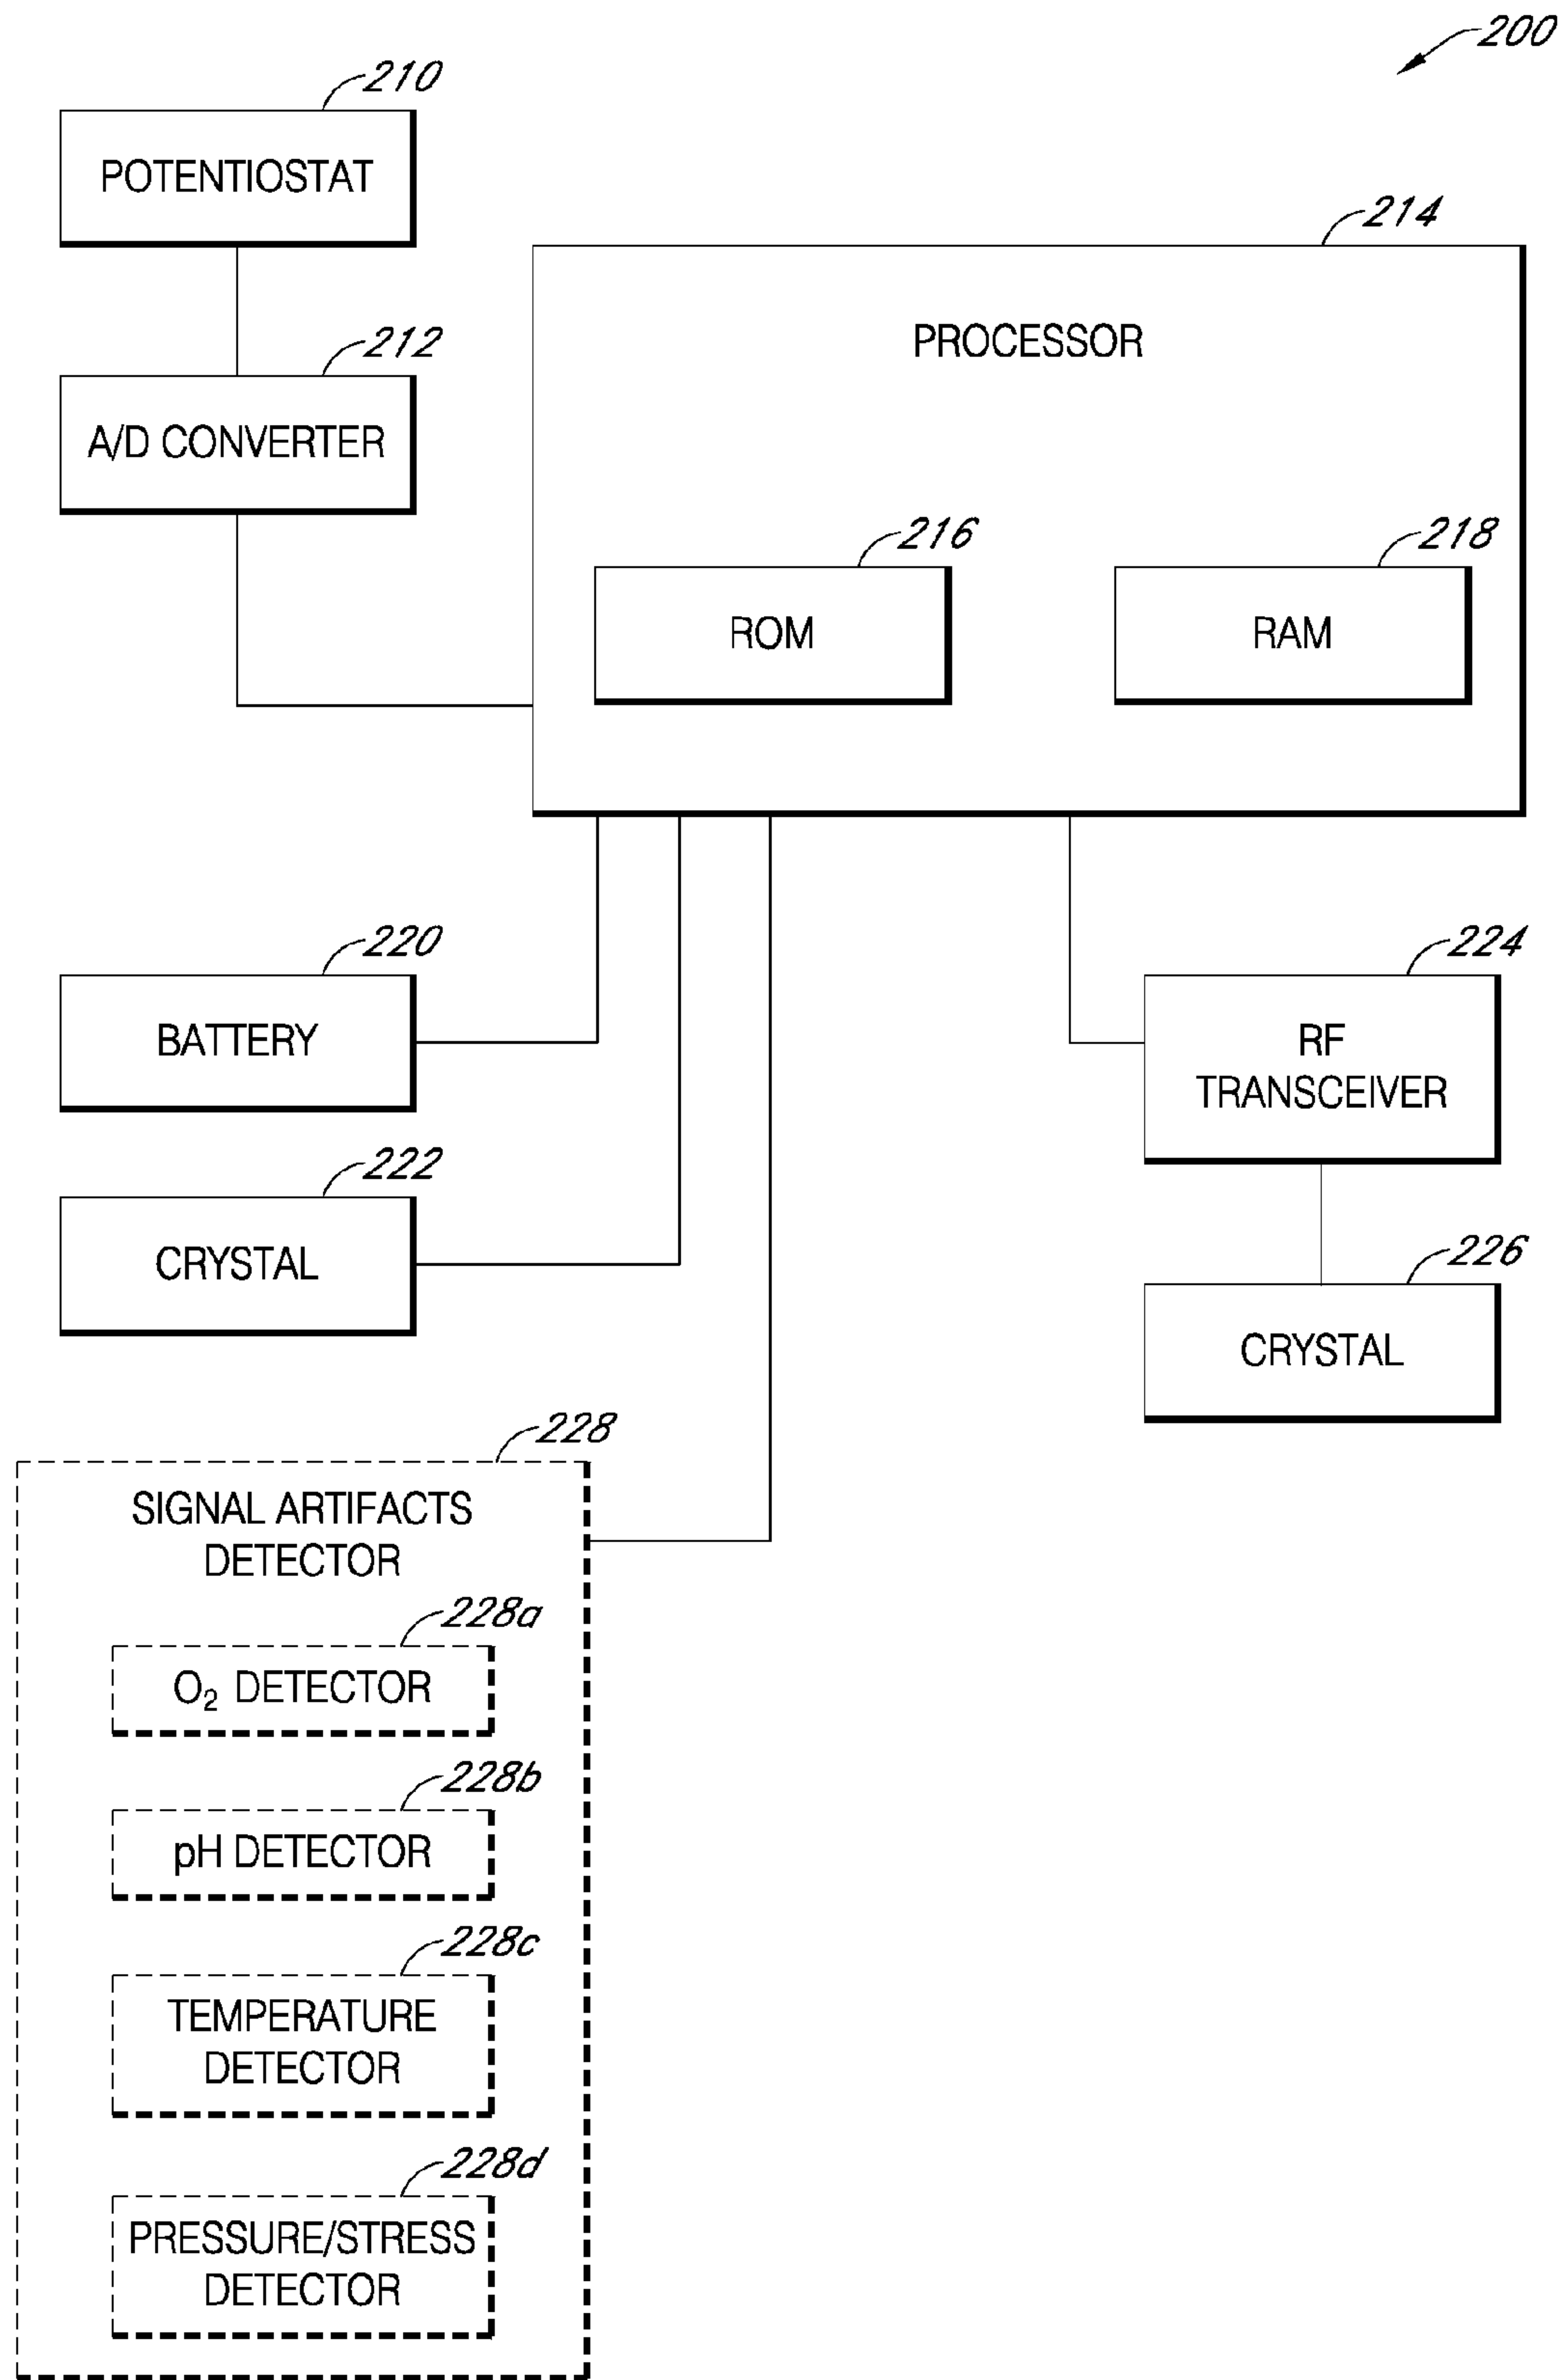 200
210
POTENTIOSTAT
214
PROCESSOR
212
A/D CONVERTER
216
ROM
218
RAM
220
BATTERY
224
RF
TRANSCEIVER
222
CRYSTAL
226
CRYSTAL
228
SIGNAL ARTIFACTS
DETECTOR
228a
O₂ DETECTOR
228b
pH DETECTOR
228c
TEMPERATURE
DETECTOR
228d
PRESSURE/STRESS
DETECTOR